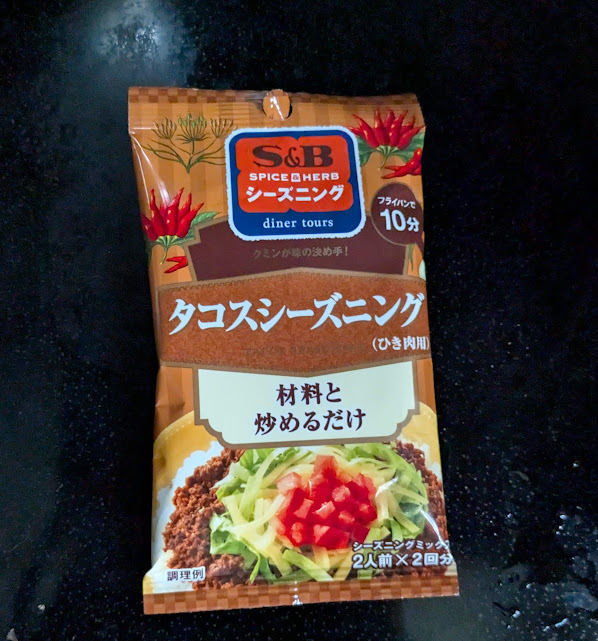 S&B
SPICE & HERB
シーズニング
diner tours
フライパンで
10分
クミンが味の決め手!
タコスシーズニング
(ひき肉用)
材料と
炒めるだけ
シーズニングミックス
2人前×2回分
調理例